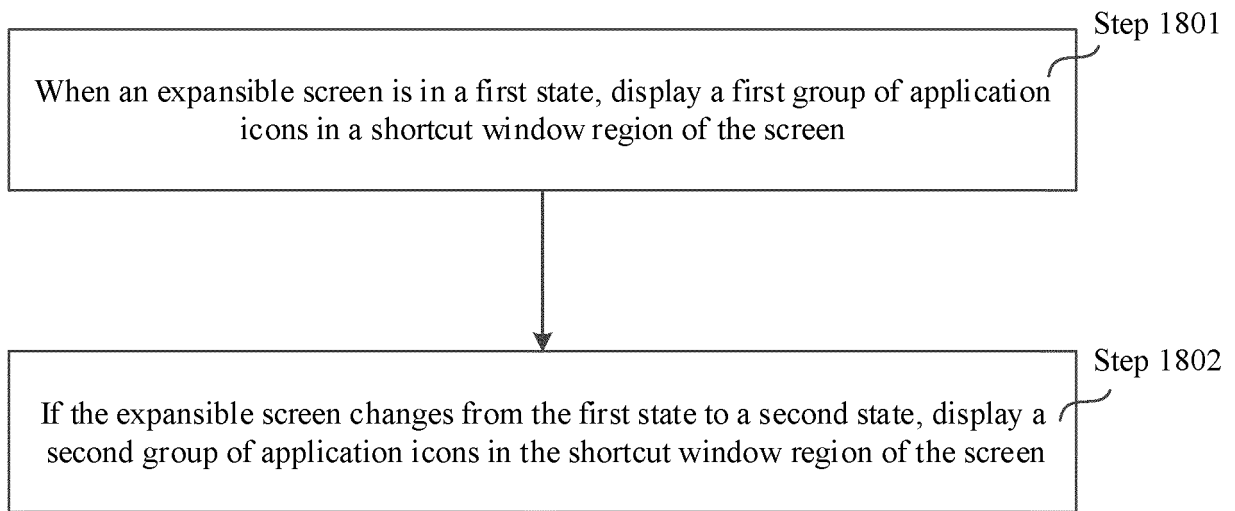 Step 1801
When an expansible screen is in a first state, display a first group of application
icons in a shortcut window region of the screen
Step 1802
If the expansible screen changes from the first state to a second state, display a
second group of application icons in the shortcut window region of the screen